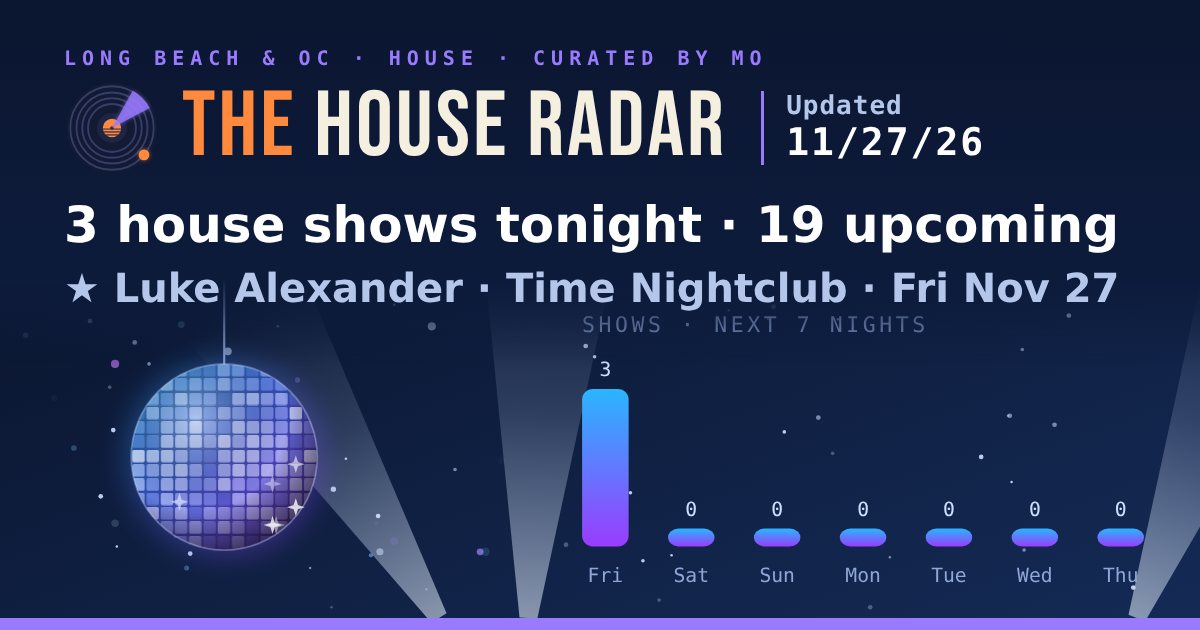 LONG BEACH & OC · HOUSE · CURATED BY MO
THE HOUSE RADAR
Updated
11/27/26
3 house shows tonight · 19 upcoming
★ Luke Alexander · Time Nightclub · Fri Nov 27
SHOWS · NEXT 7 NIGHTS
3 0 0 0 0 0 0
Fri Sat Sun Mon Tue Wed Thu